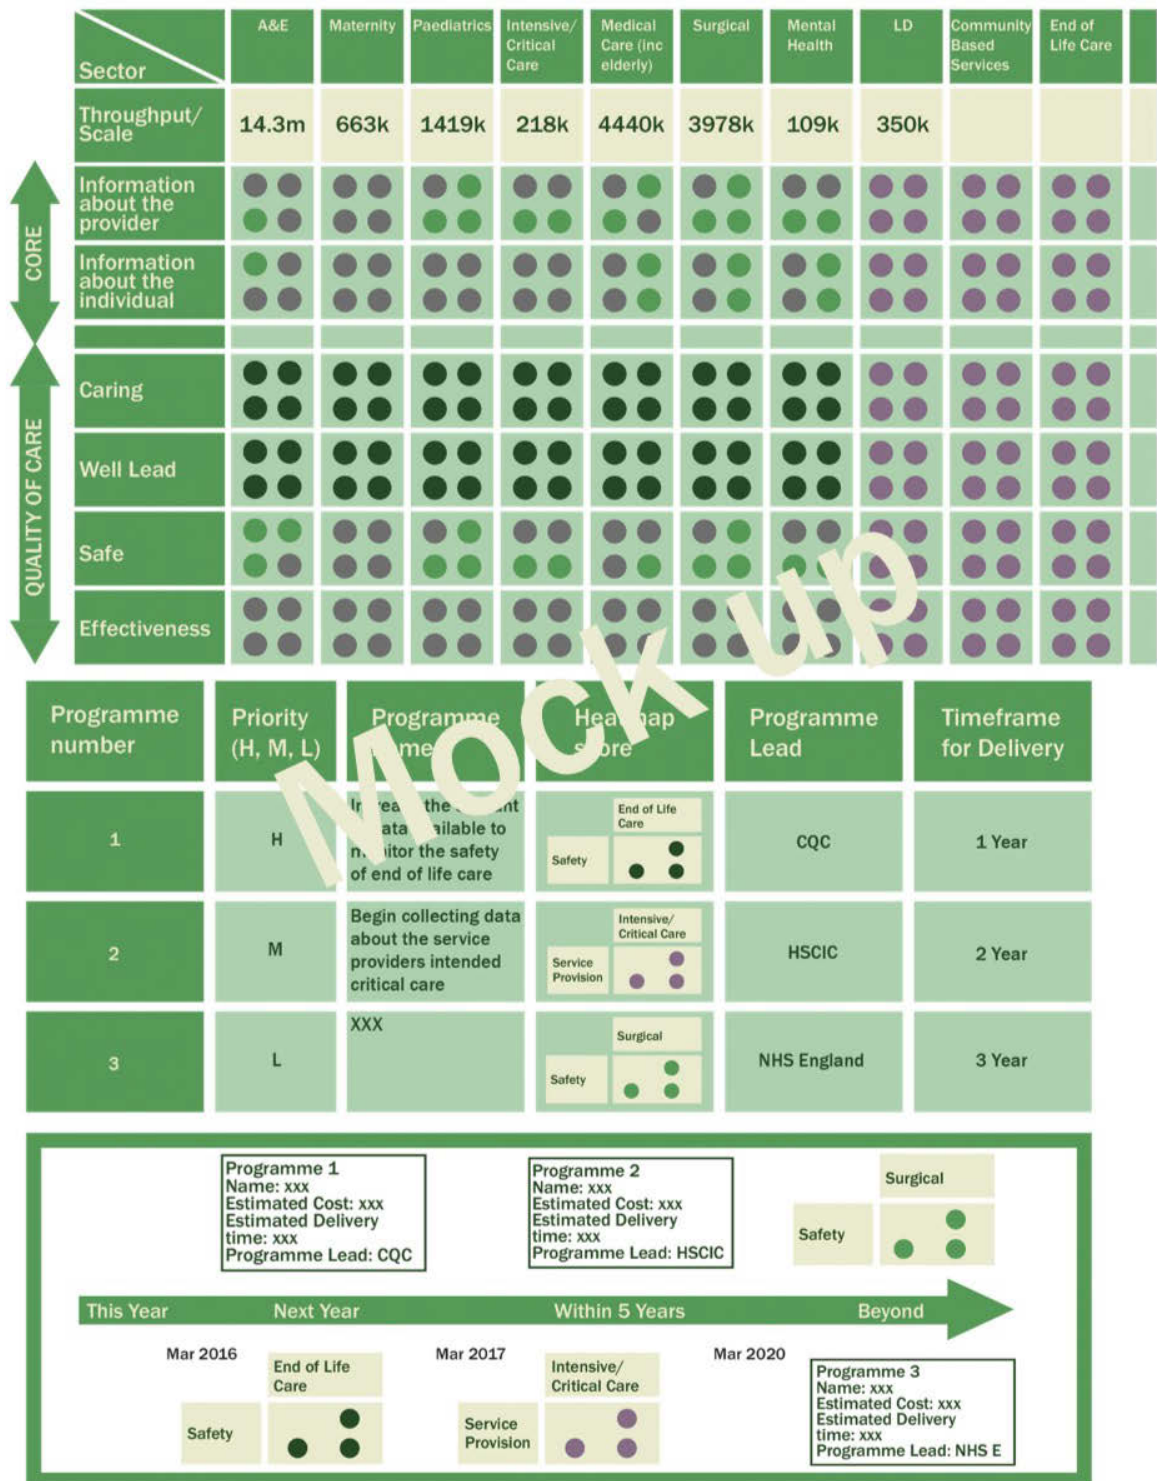 Sector
A&E
Maternity
Paediatrics
Intensive/
Critical
Care
Medical
Care (inc
elderly)
Surgical
Mental
Health
LD
Community
Based
Services
End of
Life Care
Throughput/
Scale
14.3m
663k
1419k
218k
4440k
3978k
109k
350k
CORE
Information
about the
provider
Information
about the
individual
QUALITY OF CARE
Caring
Well Lead
Safe
Effectiveness
Mock up
Programme
number
Priority
(H, M, L)
Programme
Heatmap
score
Programme
Lead
Timeframe
for Delivery
1
H
the
available to
monitor the safety
of end of life care
End of Life
Care
Safety
CQC
1 Year
2
M
Begin collecting data
about the service
providers intended
critical care
Intensive/
Critical Care
Service
Provision
HSCIC
2 Year
3
L
XXX
Surgical
Safety
NHS England
3 Year
Programme 1
Name: xxx
Estimated Cost: xxx
Estimated Delivery
time: xxx
Programme Lead: CQC
Programme 2
Name: xxx
Estimated Cost: xxx
Estimated Delivery
time: xxx
Programme Lead: HSCIC
Surgical
Safety
This Year
Next Year
Within 5 Years
Beyond
Mar 2016
End of Life
Care
Safety
Mar 2017
Intensive/
Critical Care
Service
Provision
Mar 2020
Programme 3
Name: xxx
Estimated Cost: xxx
Estimated Delivery
time: xxx
Programme Lead: NHS E